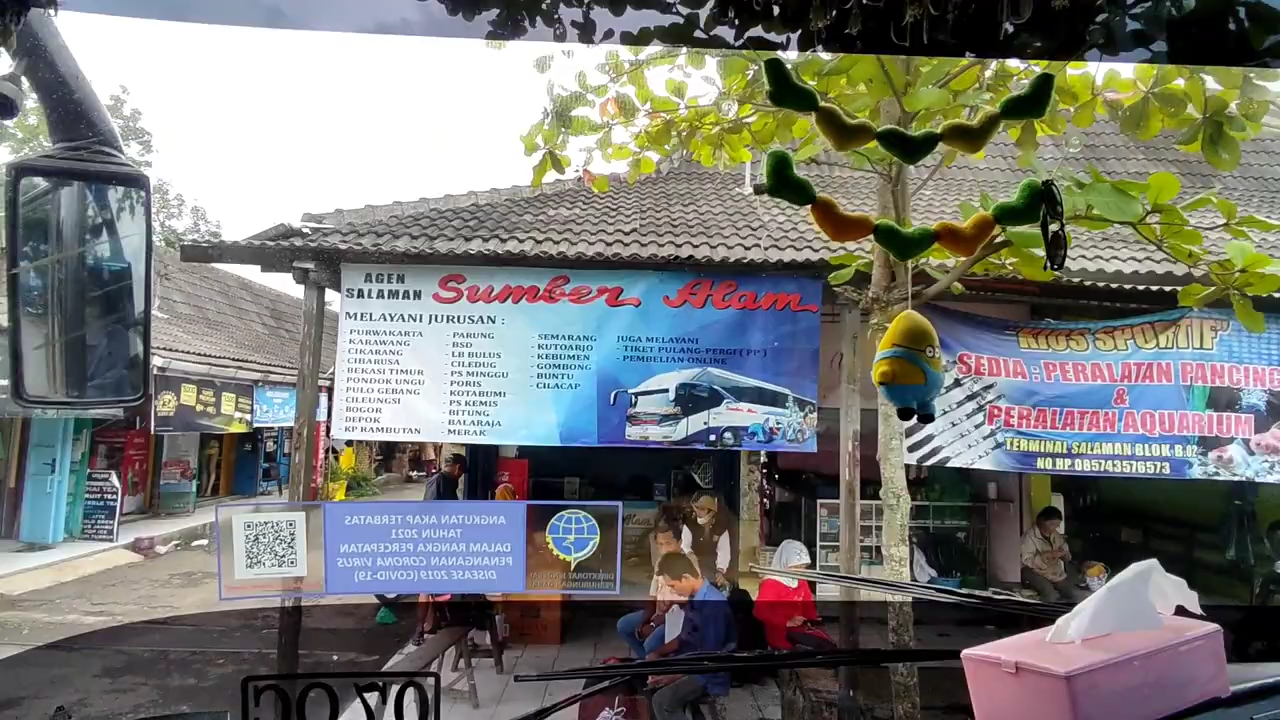 AGEN
SALAMAN
Sumber Alam
MELAYANI JURUSAN :
- PURWAKARTA
- KARAWANG
- CIKARANG
- CIBARUSA
- BEKASI TIMUR
- PONDOK UNGU
- PULO GEBANG
- CILEUNGSI
- BOGOR
- DEPOK
- KP RAMBUTAN
- PARUNG
- BSD
- LB BULUS
- CILEDUG
- PS MINGGU
- PORIS
- KOTABUMI
- PS KEMIS
- BITUNG
- BALARAJA
- MERAK
- SEMARANG
- KUTOARJO
- KEBUMEN
- GOMBONG
- BUNTU
- CILACAP
JUGA MELAYANI
- TIKET PULANG-PERGI ( PP )
- PEMBELIAN ONLINE
"KIOS SPORTIF"
SEDIA : PERALATAN PANCING
&
PERALATAN AQUARIUM
TERMINAL SALAMAN BLOK B.02
NO HP 085743576573
ANGKUTAN AKAP TERBATAS
TAHUN 2021
DALAM RANGKA PERCEPATAN
PENANGANAN CORONA VIRUS
DISEASE 2019 (COVID-19)
DIREKTORAT JENDERAL
PERHUBUNGAN DARAT